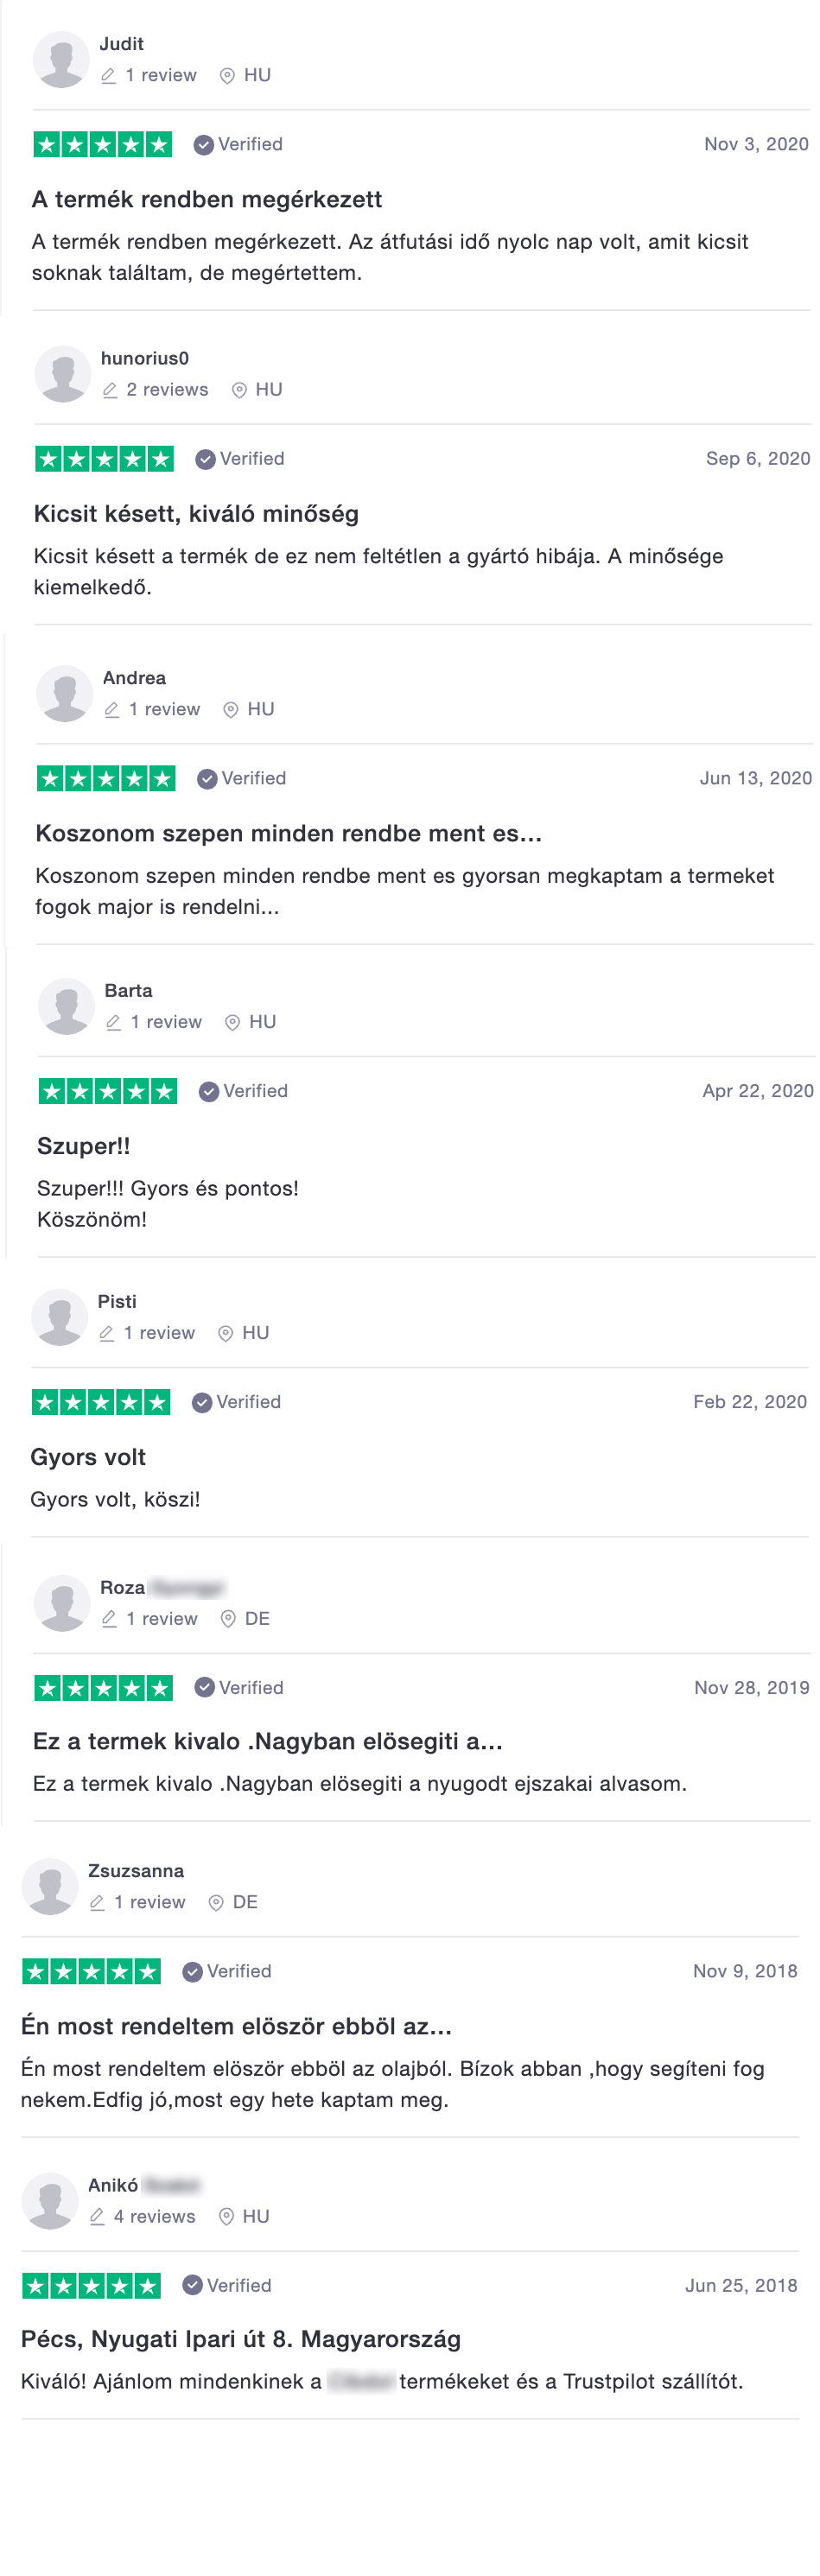 Judit
1 review HU
Verified Nov 3, 2020
A termék rendben megérkezett
A termék rendben megérkezett. Az átfutási idő nyolc nap volt, amit kicsit
soknak találtam, de megértettem.
hunorius0
2 reviews HU
Verified Sep 6, 2020
Kicsit késett, kiváló minőség
Kicsit késett a termék de ez nem feltétlen a gyártó hibája. A minősége
kiemelkedő.
Andrea
1 review HU
Verified Jun 13, 2020
Koszonom szepen minden rendbe ment es...
Koszonom szepen minden rendbe ment es gyorsan megkaptam a termeket
fogok major is rendelni...
Barta
1 review HU
Verified Apr 22, 2020
Szuper!!
Szuper!!! Gyors és pontos!
Köszönöm!
Pisti
1 review HU
Verified Feb 22, 2020
Gyors volt
Gyors volt, köszi!
Roza
1 review DE
Verified Nov 28, 2019
Ez a termek kivalo .Nagyban elösegiti a...
Ez a termek kivalo .Nagyban elösegiti a nyugodt ejszakai alvasom.
Zsuzsanna
1 review DE
Verified Nov 9, 2018
Én most rendeltem elöször ebböl az...
Én most rendeltem elöször ebböl az olajból. Bízok abban ,hogy segíteni fog
nekem.Edfig jó,most egy hete kaptam meg.
Anikó
4 reviews HU
Verified Jun 25, 2018
Pécs, Nyugati Ipari út 8. Magyarország
Kiváló! Ajánlom mindenkinek a termékeket és a Trustpilot szállítót.